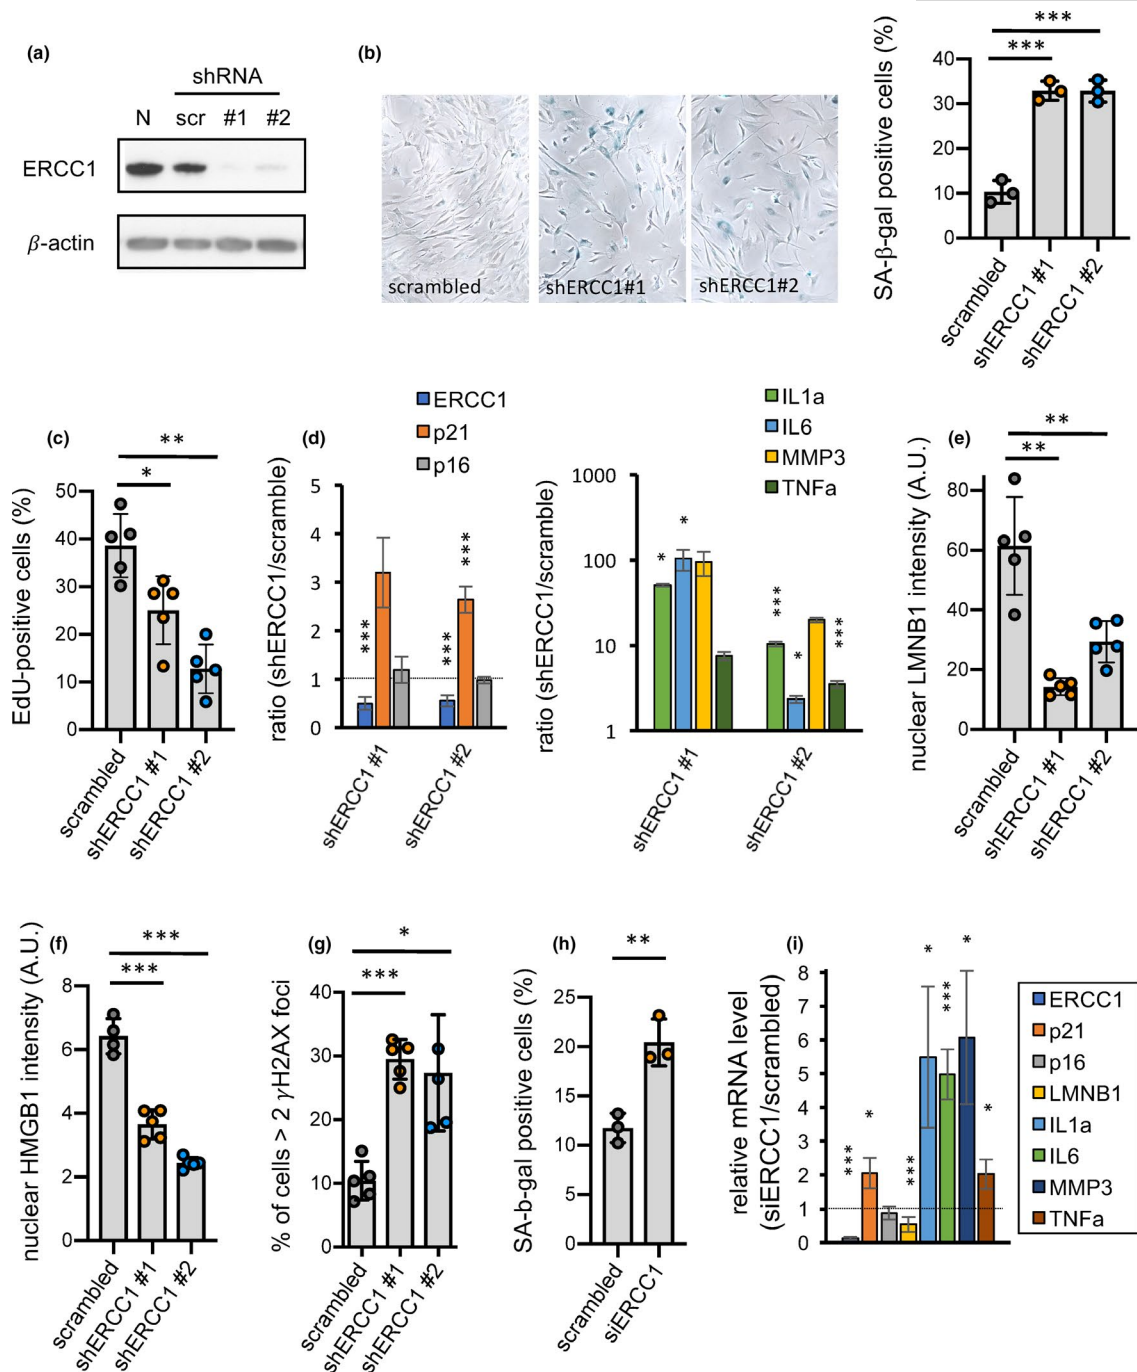 (a)
shRNA
N scr #1 #2
ERCC1
β-actin
(b)
scrambled
shERCC1#1
shERCC1#2
SA-β-gal positive cells (%)
***
***
40
30
20
10
0
scrambled
shERCC1 #1
shERCC1 #2
(c)
EdU-positive cells (%)
**
*
50
40
30
20
10
0
scrambled
shERCC1 #1
shERCC1 #2
(d)
ERCC1
p21
p16
ratio (shERCC1/scramble)
5
4
3
2
1
0
***
***
***
shERCC1 #1
shERCC1 #2
IL1a
IL6
MMP3
TNFa
ratio (shERCC1/scramble)
1000
100
10
1
*
*
***
*
***
shERCC1 #1
shERCC1 #2
(e)
nuclear LMNB1 intensity (A.U.)
**
**
80
60
40
20
0
scrambled
shERCC1 #1
shERCC1 #2
(f)
nuclear HMGB1 intensity (A.U.)
***
***
8
6
4
2
0
scrambled
shERCC1 #1
shERCC1 #2
(g)
% of cells > 2 γH2AX foci
*
***
40
30
20
10
0
scrambled
shERCC1 #1
shERCC1 #2
(h)
SA-b-gal positive cells (%)
**
25
20
15
10
5
0
scrambled
siERCC1
(i)
relative mRNA level
(siERCC1/scrambled)
8
7
6
5
4
3
2
1
0
***
*
***
*
***
*
*
ERCC1
p21
p16
LMNB1
IL1a
IL6
MMP3
TNFa